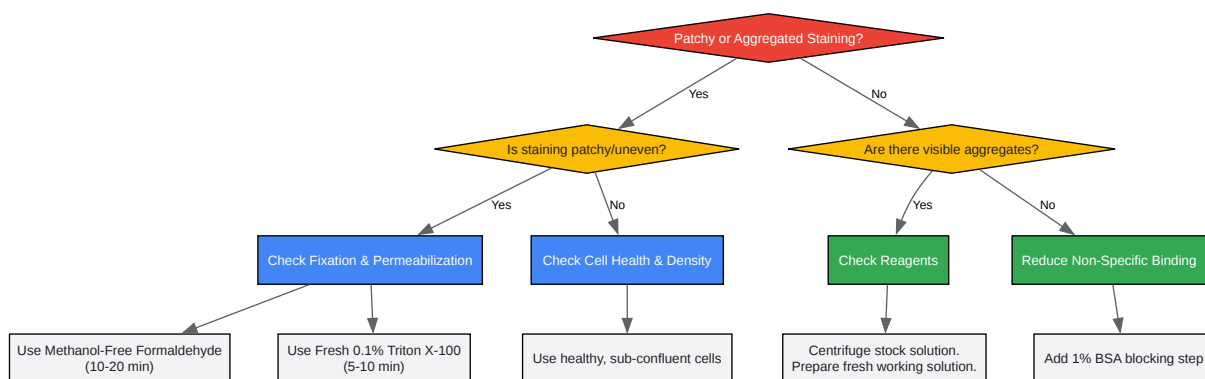 Patchy or Aggregated Staining?
Yes
No
Is staining patchy/uneven?
Are there visible aggregates?
Yes
No
Yes
No
Check Fixation & Permeabilization
Check Cell Health & Density
Check Reagents
Reduce Non-Specific Binding
Use Methanol-Free Formaldehyde
(10-20 min)
Use Fresh 0.1% Triton X-100
(5-10 min)
Use healthy, sub-confluent cells
Centrifuge stock solution.
Prepare fresh working solution.
Add 1% BSA blocking step